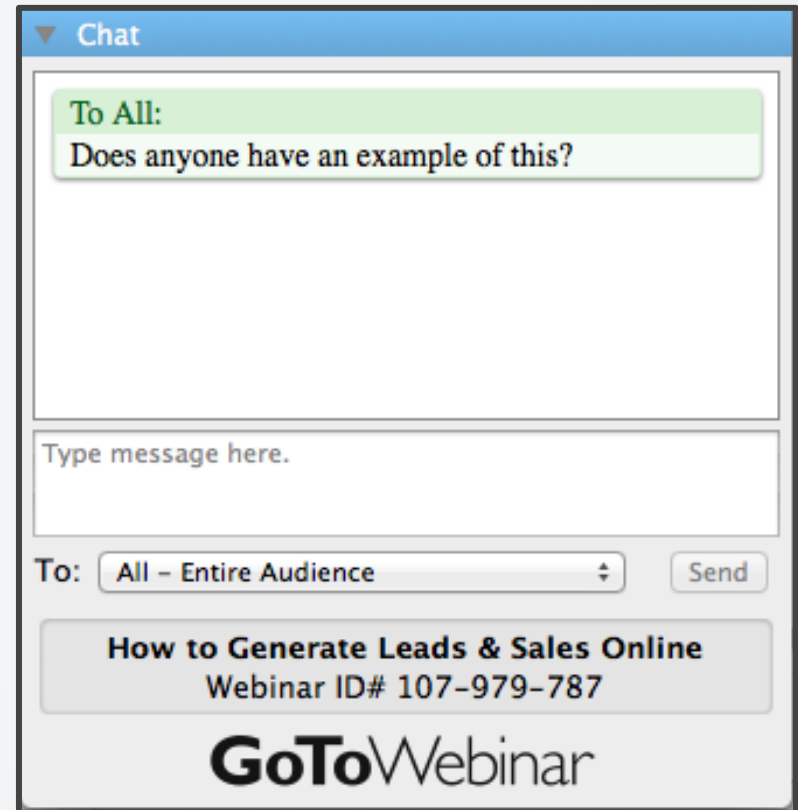 Chat
To All:
Does anyone have an example of this?
Type message here.
To: All – Entire Audience Send
How to Generate Leads & Sales Online
Webinar ID# 107–979–787
GoToWebinar